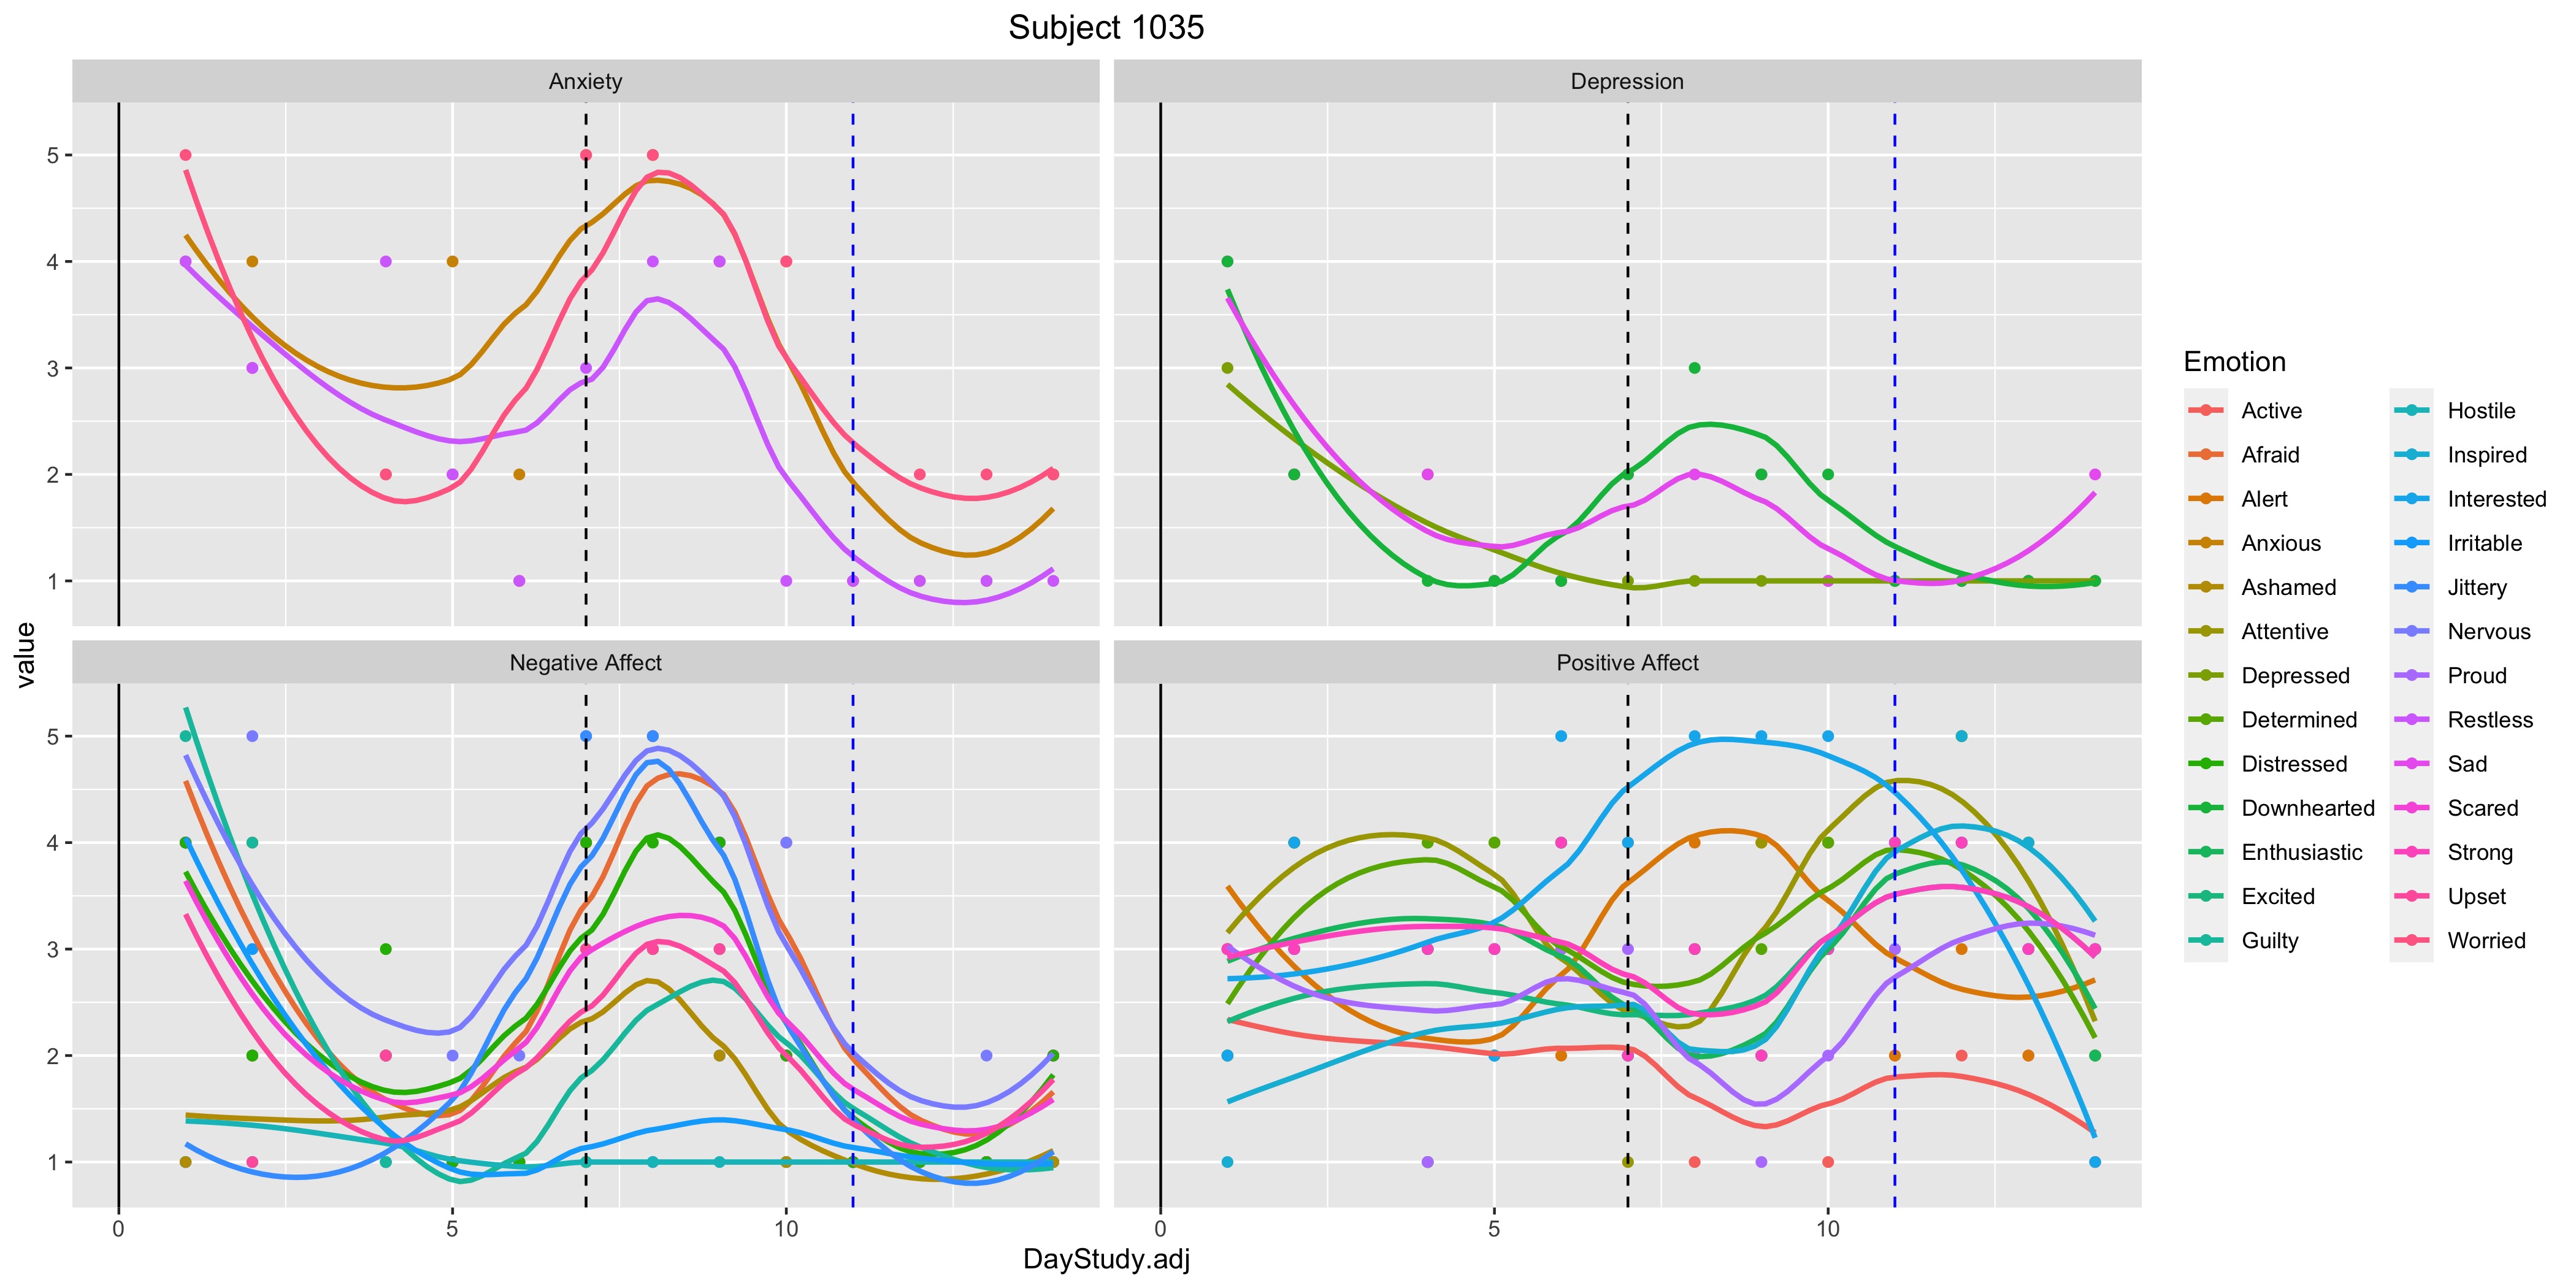 Subject 1035
Anxiety
Depression
5
4
3
2
1
Negative Affect
Positive Affect
5
4
3
2
1
0
5
10
0
5
10
value
DayStudy.adj
Emotion
Active
Afraid
Alert
Anxious
Ashamed
Attentive
Depressed
Determined
Distressed
Downhearted
Enthusiastic
Excited
Guilty
Hostile
Inspired
Interested
Irritable
Jittery
Nervous
Proud
Restless
Sad
Scared
Strong
Upset
Worried